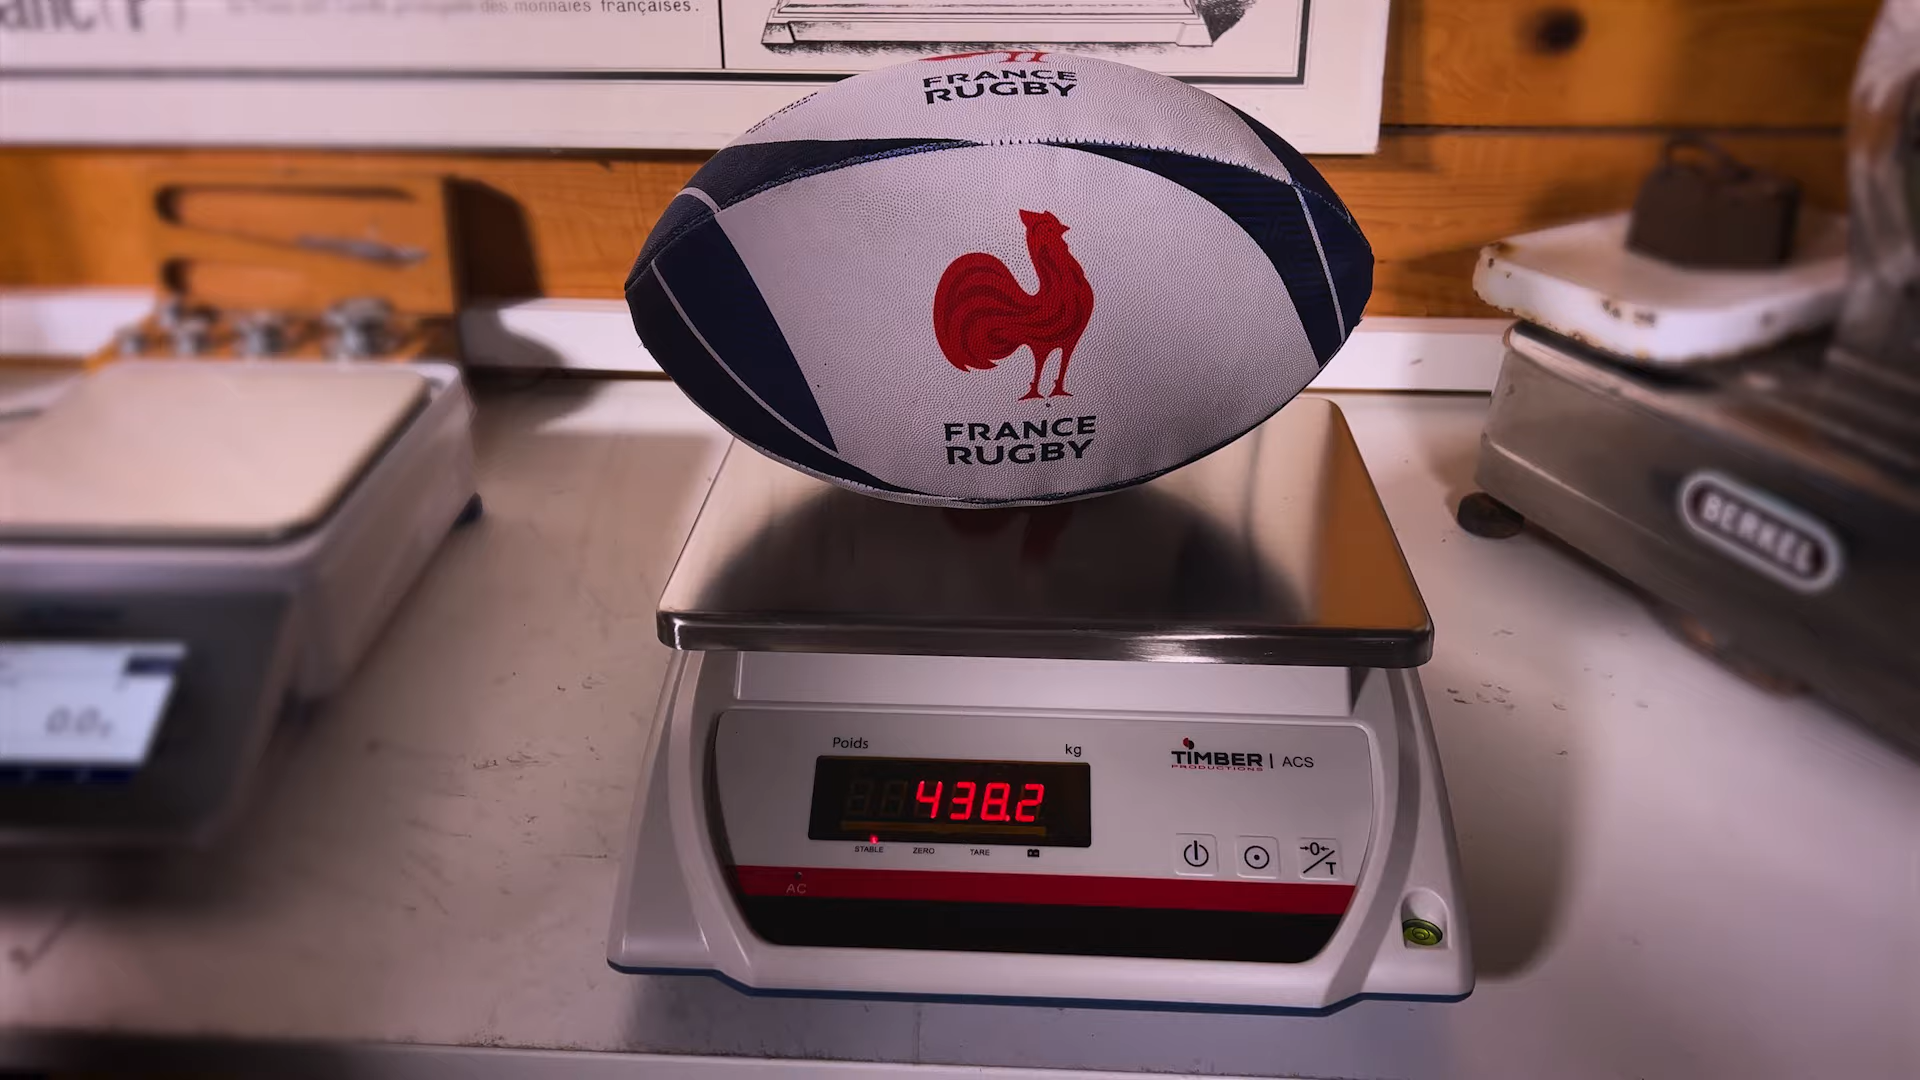 des monnaies françaises.
FRANCE
RUGBY
FRANCE
RUGBY
BERKEL
0.0
Poids
kg
TIMBER | ACS
PRODUCTIONS
438.2
STABLE
ZERO
TARE
→0←
T
AC